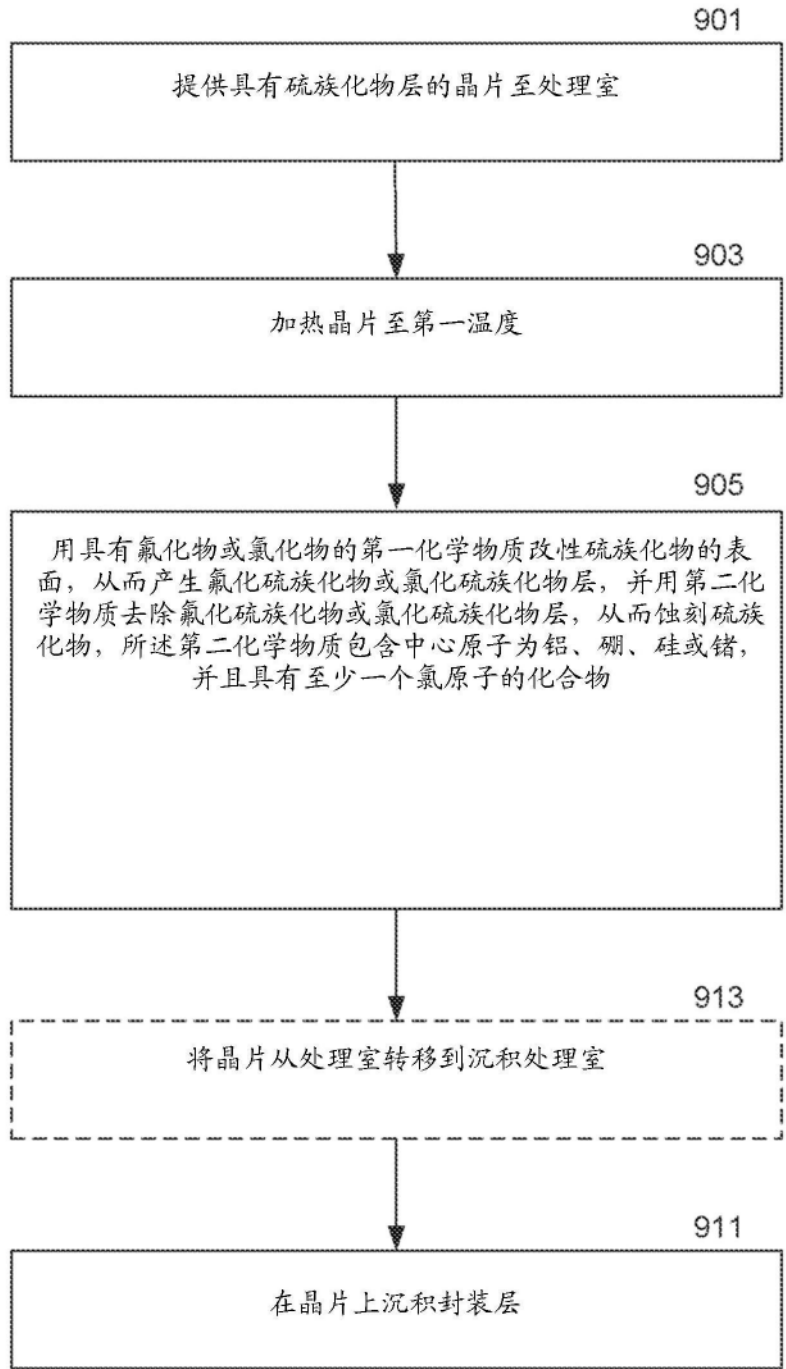 901
提供具有硫族化物层的晶片至处理室
903
加热晶片至第一温度
905
用具有氟化物或氯化物的第一化学物质改性硫族化物的表
面，从而产生氟化硫族化物或氯化硫族化物层，并用第二化
学物质去除氟化硫族化物或氯化硫族化物层，从而蚀刻硫族
化物，所述第二化学物质包含中心原子为铝、硼、硅或锗，
并且具有至少一个氯原子的化合物
913
将晶片从处理室转移到沉积处理室
911
在晶片上沉积封装层